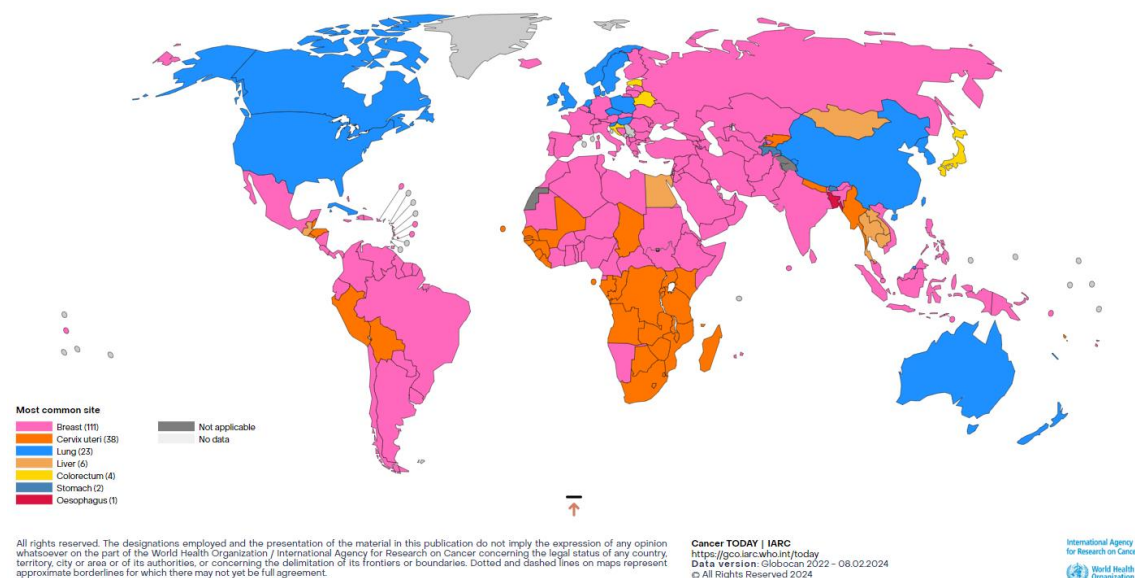 Most common site
Breast (111)
Cervix uteri (38)
Lung (23)
Liver (6)
Colorectum (4)
Stomach (2)
Oesophagus (1)
Not applicable
No data
All rights reserved. The designations employed and the presentation of the material in this publication do not imply the expression of any opinion
whatsoever on the part of the World Health Organization / International Agency for Research on Cancer concerning the legal status of any country,
territory, city or area or of its authorities, or concerning the delimitation of its frontiers or boundaries. Dotted and dashed lines on maps represent
approximate borderlines for which there may not yet be full agreement.
Cancer TODAY | IARC
https://gco.iarc.who.int/today
Data version: Globocan 2022 - 08.02.2024
© All Rights Reserved 2024
International Agency
for Research on Cance
World Health
Organization